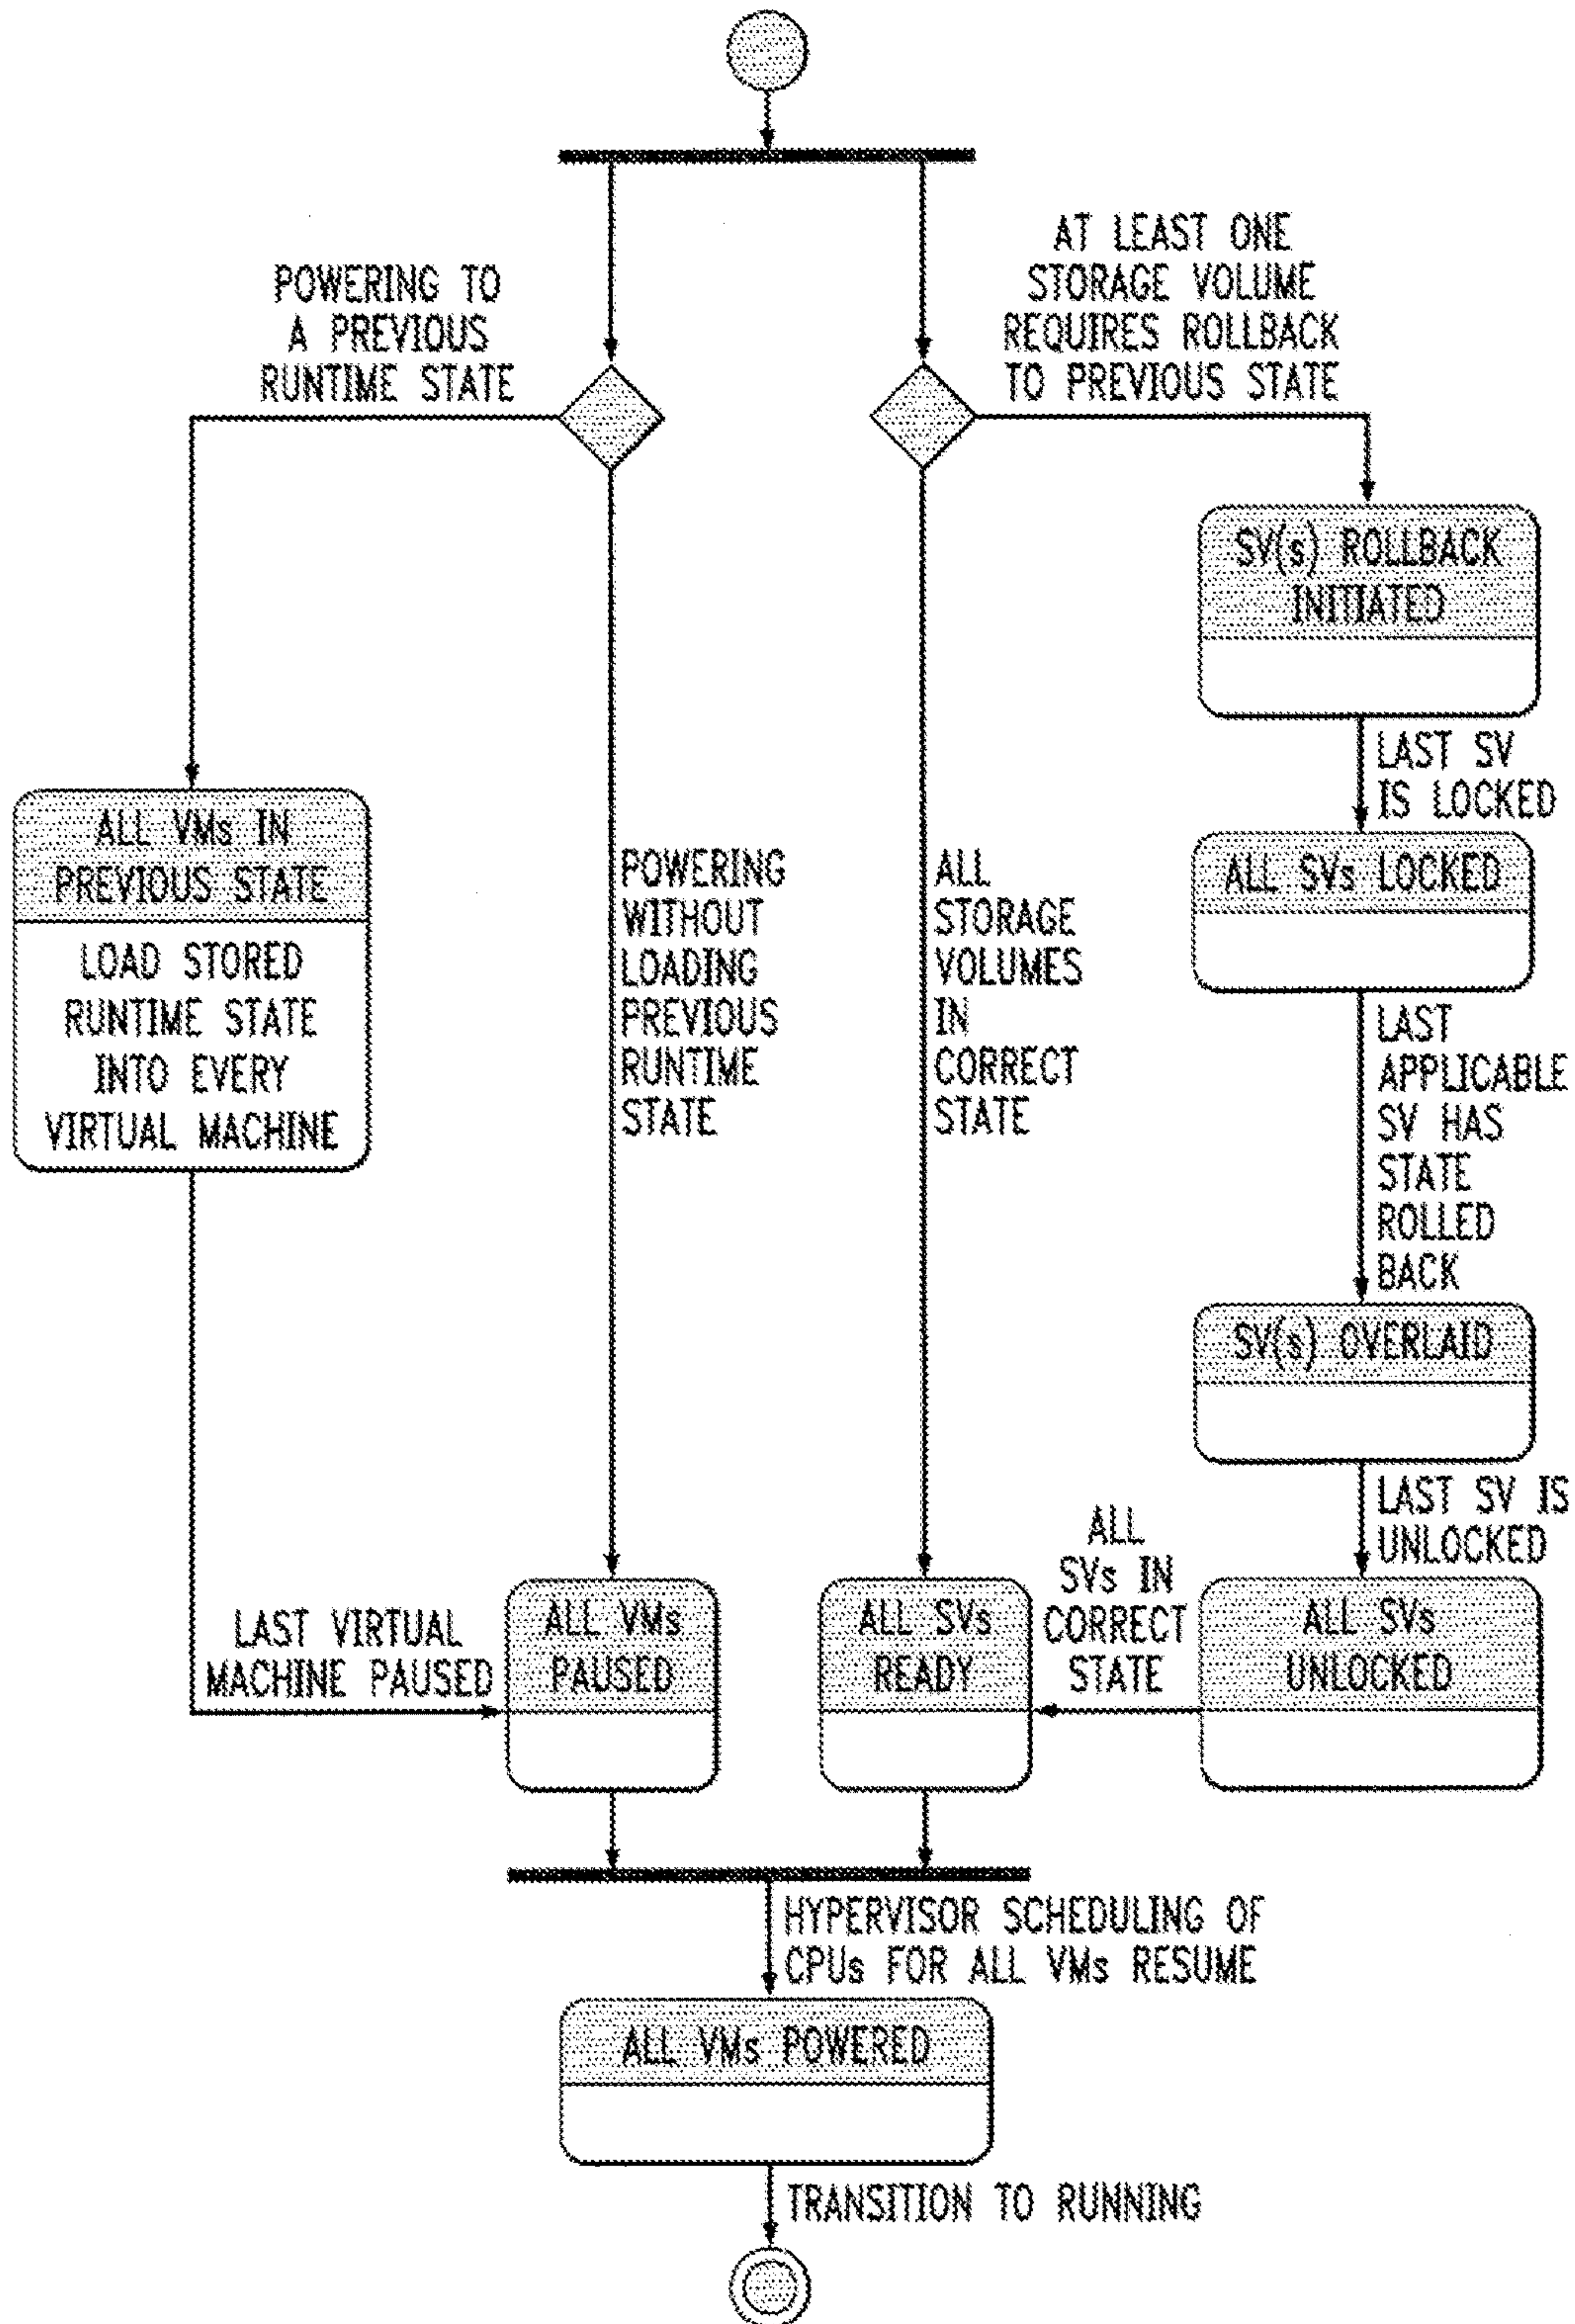 AT LEAST ONE
STORAGE VOLUME
REQUIRES ROLLBACK
TO PREVIOUS STATE
POWERING TO
A PREVIOUS
RUNTIME STATE
SV(s) ROLLBACK
INITIATED
LAST SV
IS LOCKED
ALL VMs IN
PREVIOUS STATE
LOAD STORED
RUNTIME STATE
INTO EVERY
VIRTUAL MACHINE
POWERING
WITHOUT
LOADING
PREVIOUS
RUNTIME
STATE
ALL
STORAGE
VOLUMES
IN
CORRECT
STATE
ALL SVs LOCKED
LAST
APPLICABLE
SV HAS
STATE
ROLLED
BACK
SV(s) OVERLAID
LAST SV IS
UNLOCKED
LAST VIRTUAL
MACHINE PAUSED
ALL VMs
PAUSED
ALL SVs
READY
ALL
SVs IN
CORRECT
STATE
ALL SVs
UNLOCKED
HYPERVISOR SCHEDULING OF
CPUs FOR ALL VMs RESUME
ALL VMs POWERED
TRANSITION TO RUNNING